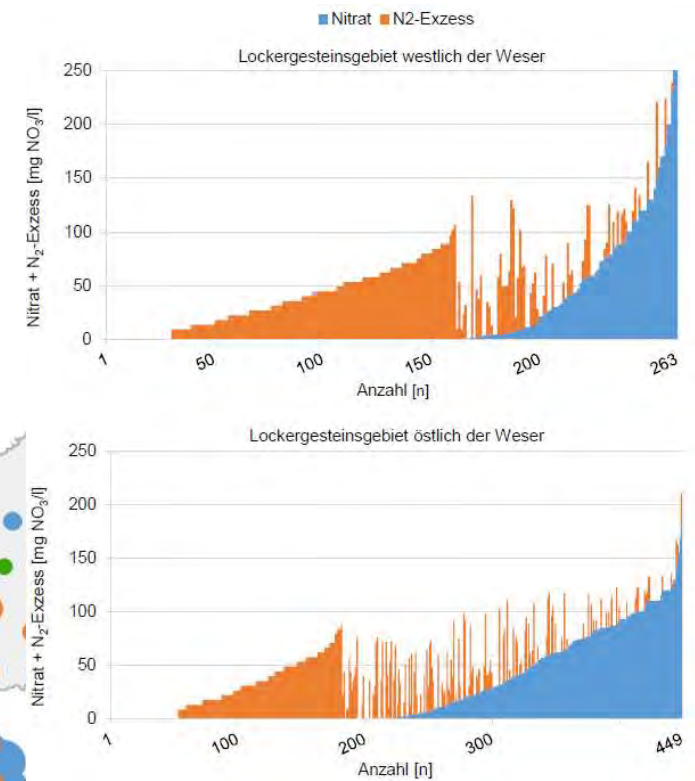 Nitrat N2-Exzess
Lockergesteinsgebiet westlich der Weser
Nitrat + N₂-Exzess [mg NO₃/l]
250
200
150
100
50
0
1 50 100 150 200 263
Anzahl [n]
Lockergesteinsgebiet östlich der Weser
Nitrat + N₂-Exzess [mg NO₃/l]
250
200
150
100
50
0
1 100 200 300 449
Anzahl [n]